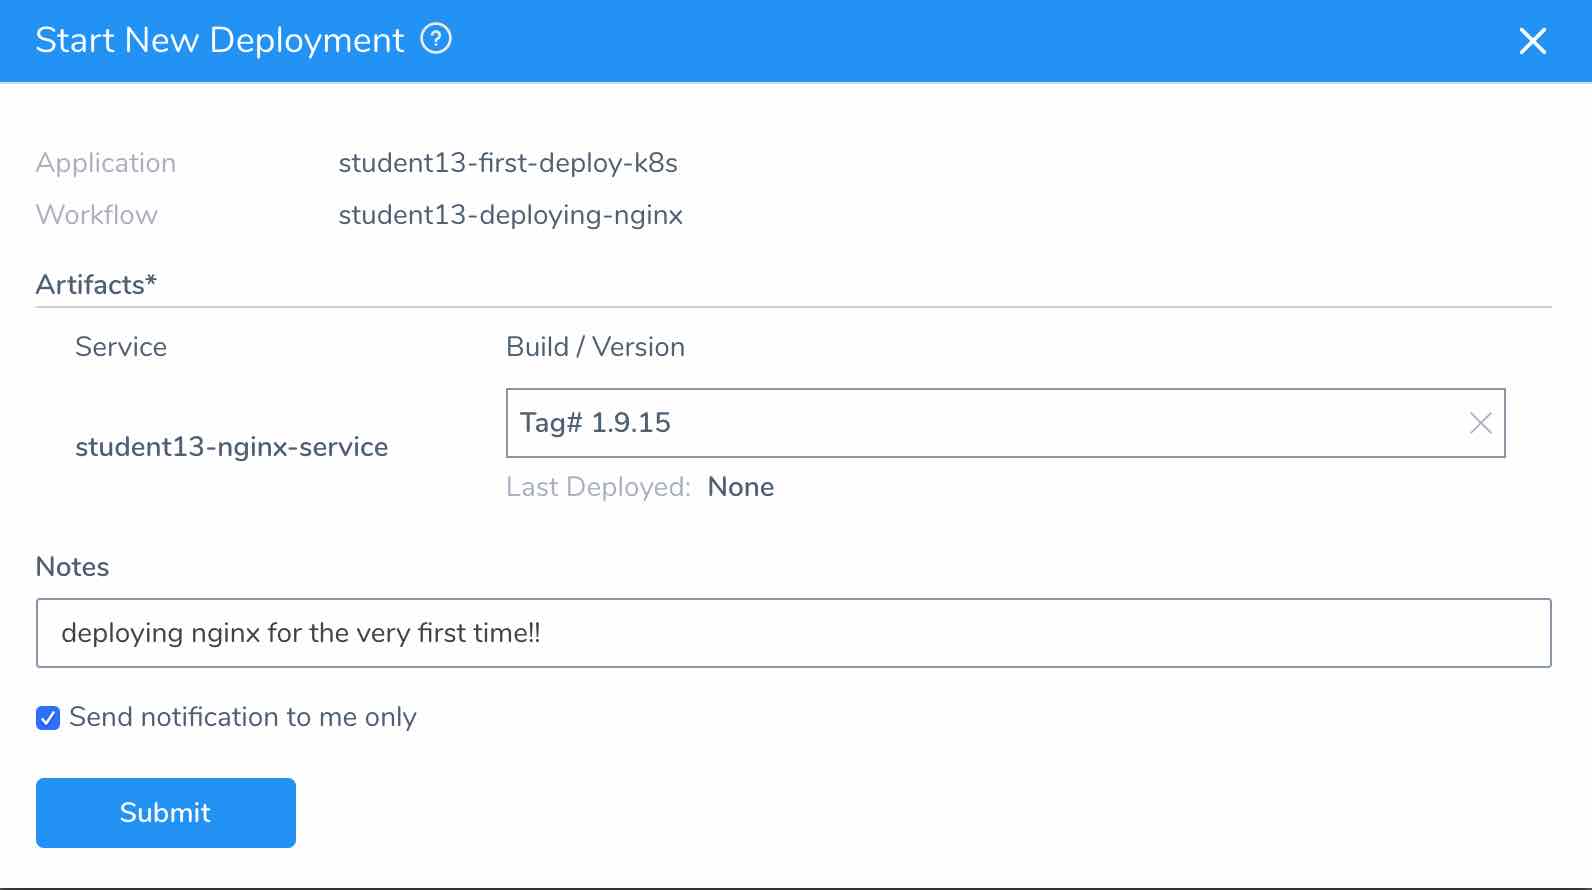 Start New Deployment ?
Application student13-first-deploy-k8s
Workflow student13-deploying-nginx
Artifacts*
Service Build / Version
student13-nginx-service Tag# 1.9.15
Last Deployed: None
Notes
deploying nginx for the very first time!!
Send notification to me only
Submit